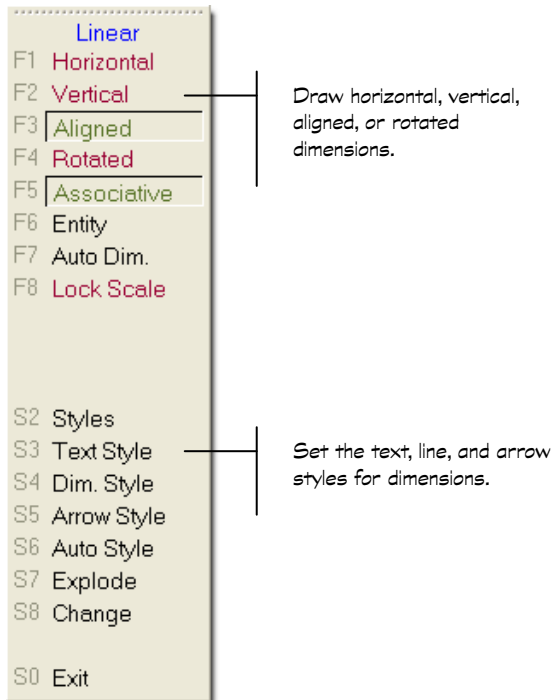 Linear
F1 Horizontal
F2 Vertical
F3 Aligned
F4 Rotated
F5 Associative
F6 Entity
F7 Auto Dim.
F8 Lock Scale
S2 Styles
S3 Text Style
S4 Dim. Style
S5 Arrow Style
S6 Auto Style
S7 Explode
S8 Change
S0 Exit
Draw horizontal, vertical,
aligned, or rotated
dimensions.
Set the text, line, and arrow
styles for dimensions.